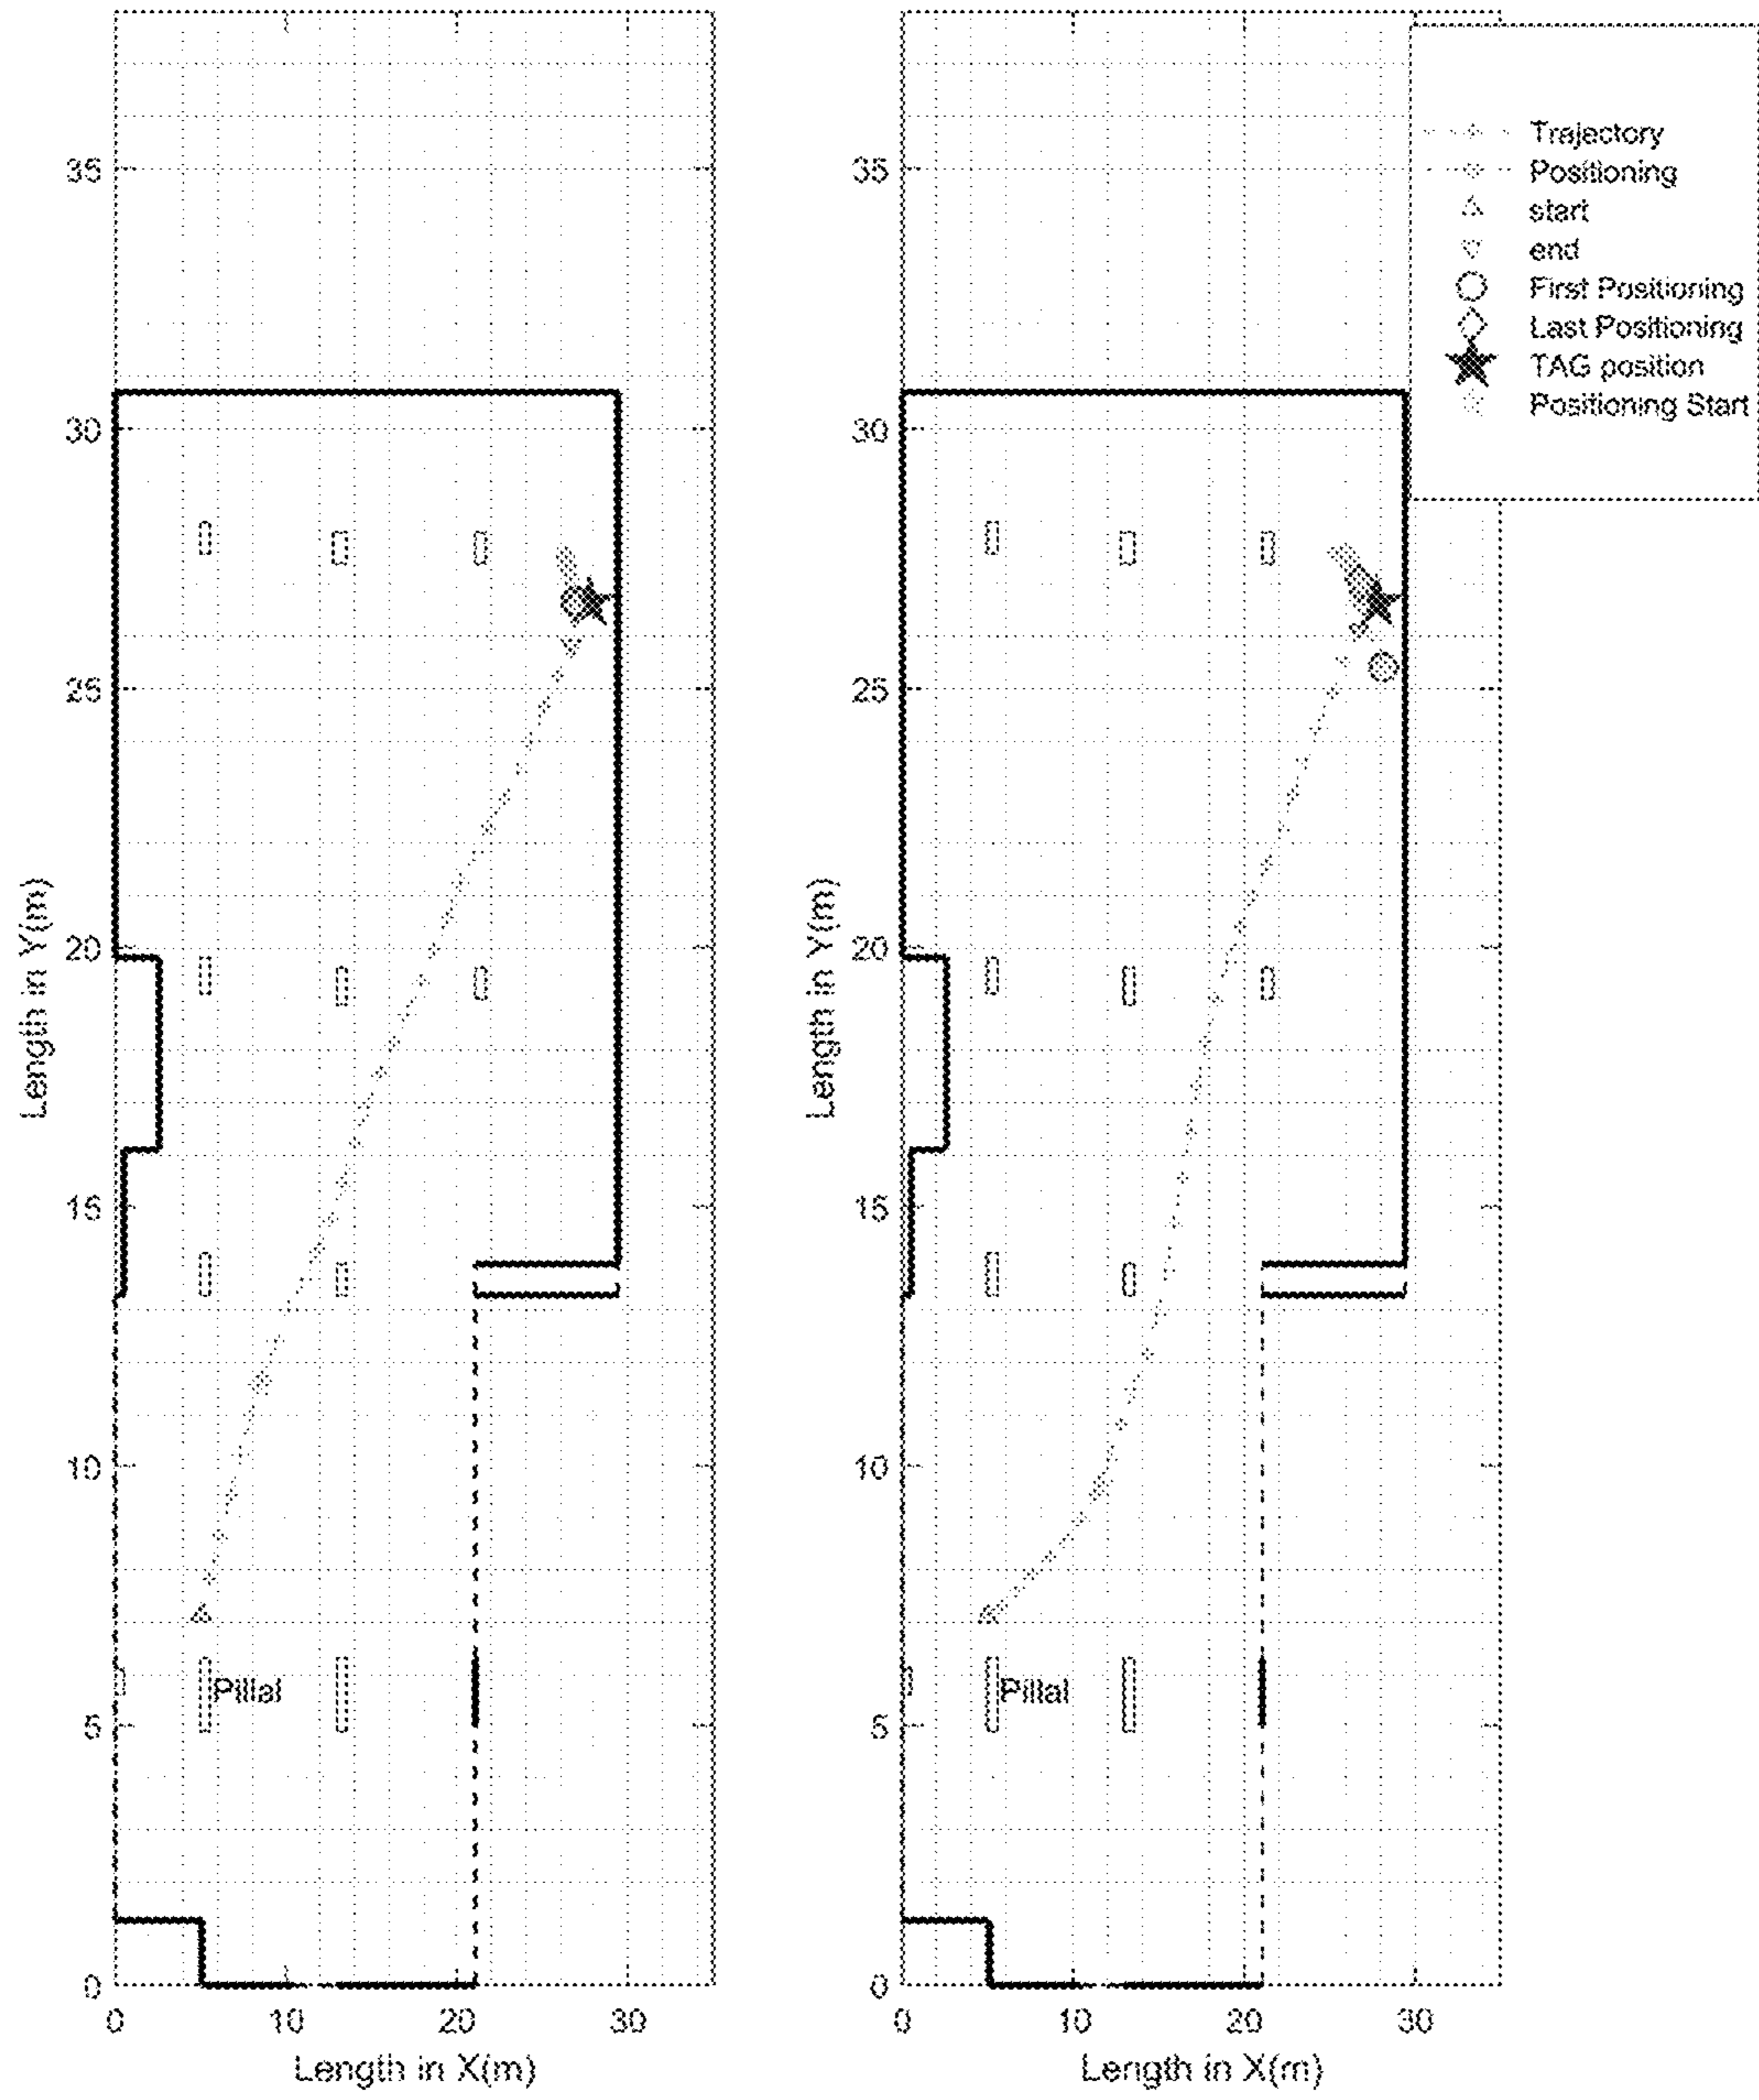 35
30
25
20
15
10
5
0
Length in Y(m)
Pillal
0 10 20 30
Length in X(m)
35
30
25
20
15
10
5
0
Length in Y(m)
Pillal
0 10 20 30
Length in X(m)
Trajectory
Positioning
start
end
First Positioning
Last Positioning
TAG position
Positioning Start